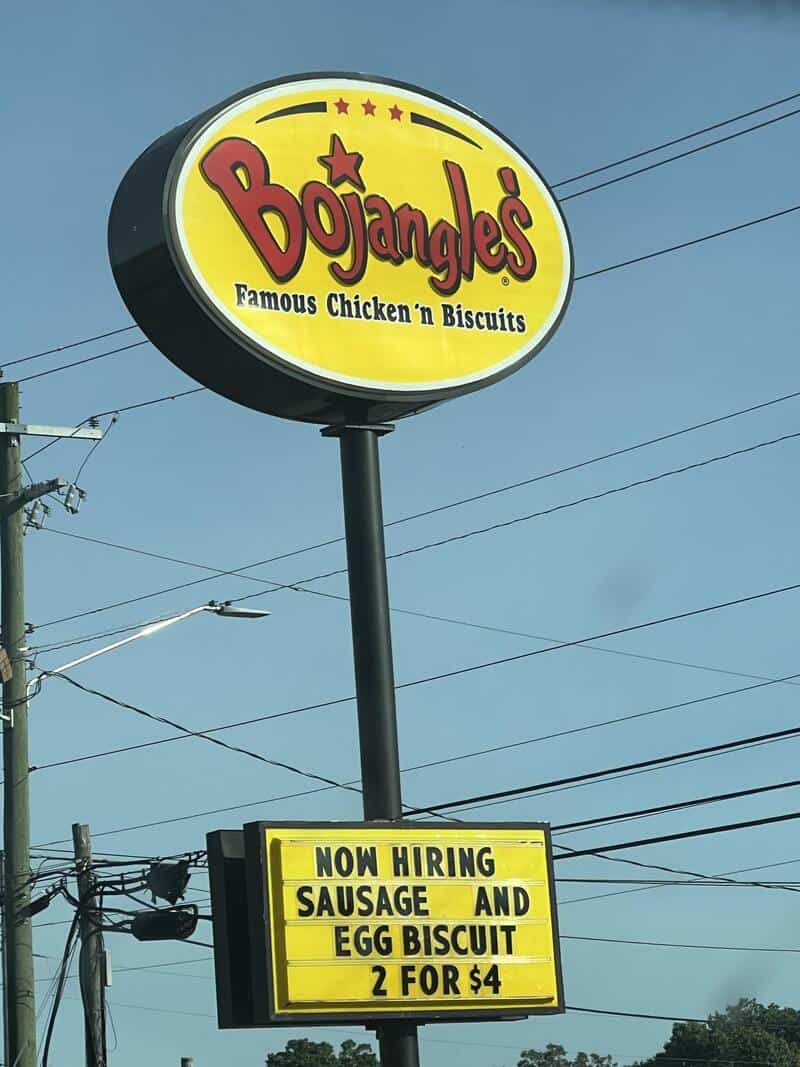 Bojangles'
Famous Chicken 'n Biscuits
NOW HIRING
SAUSAGE AND
EGG BISCUIT
2 FOR $4